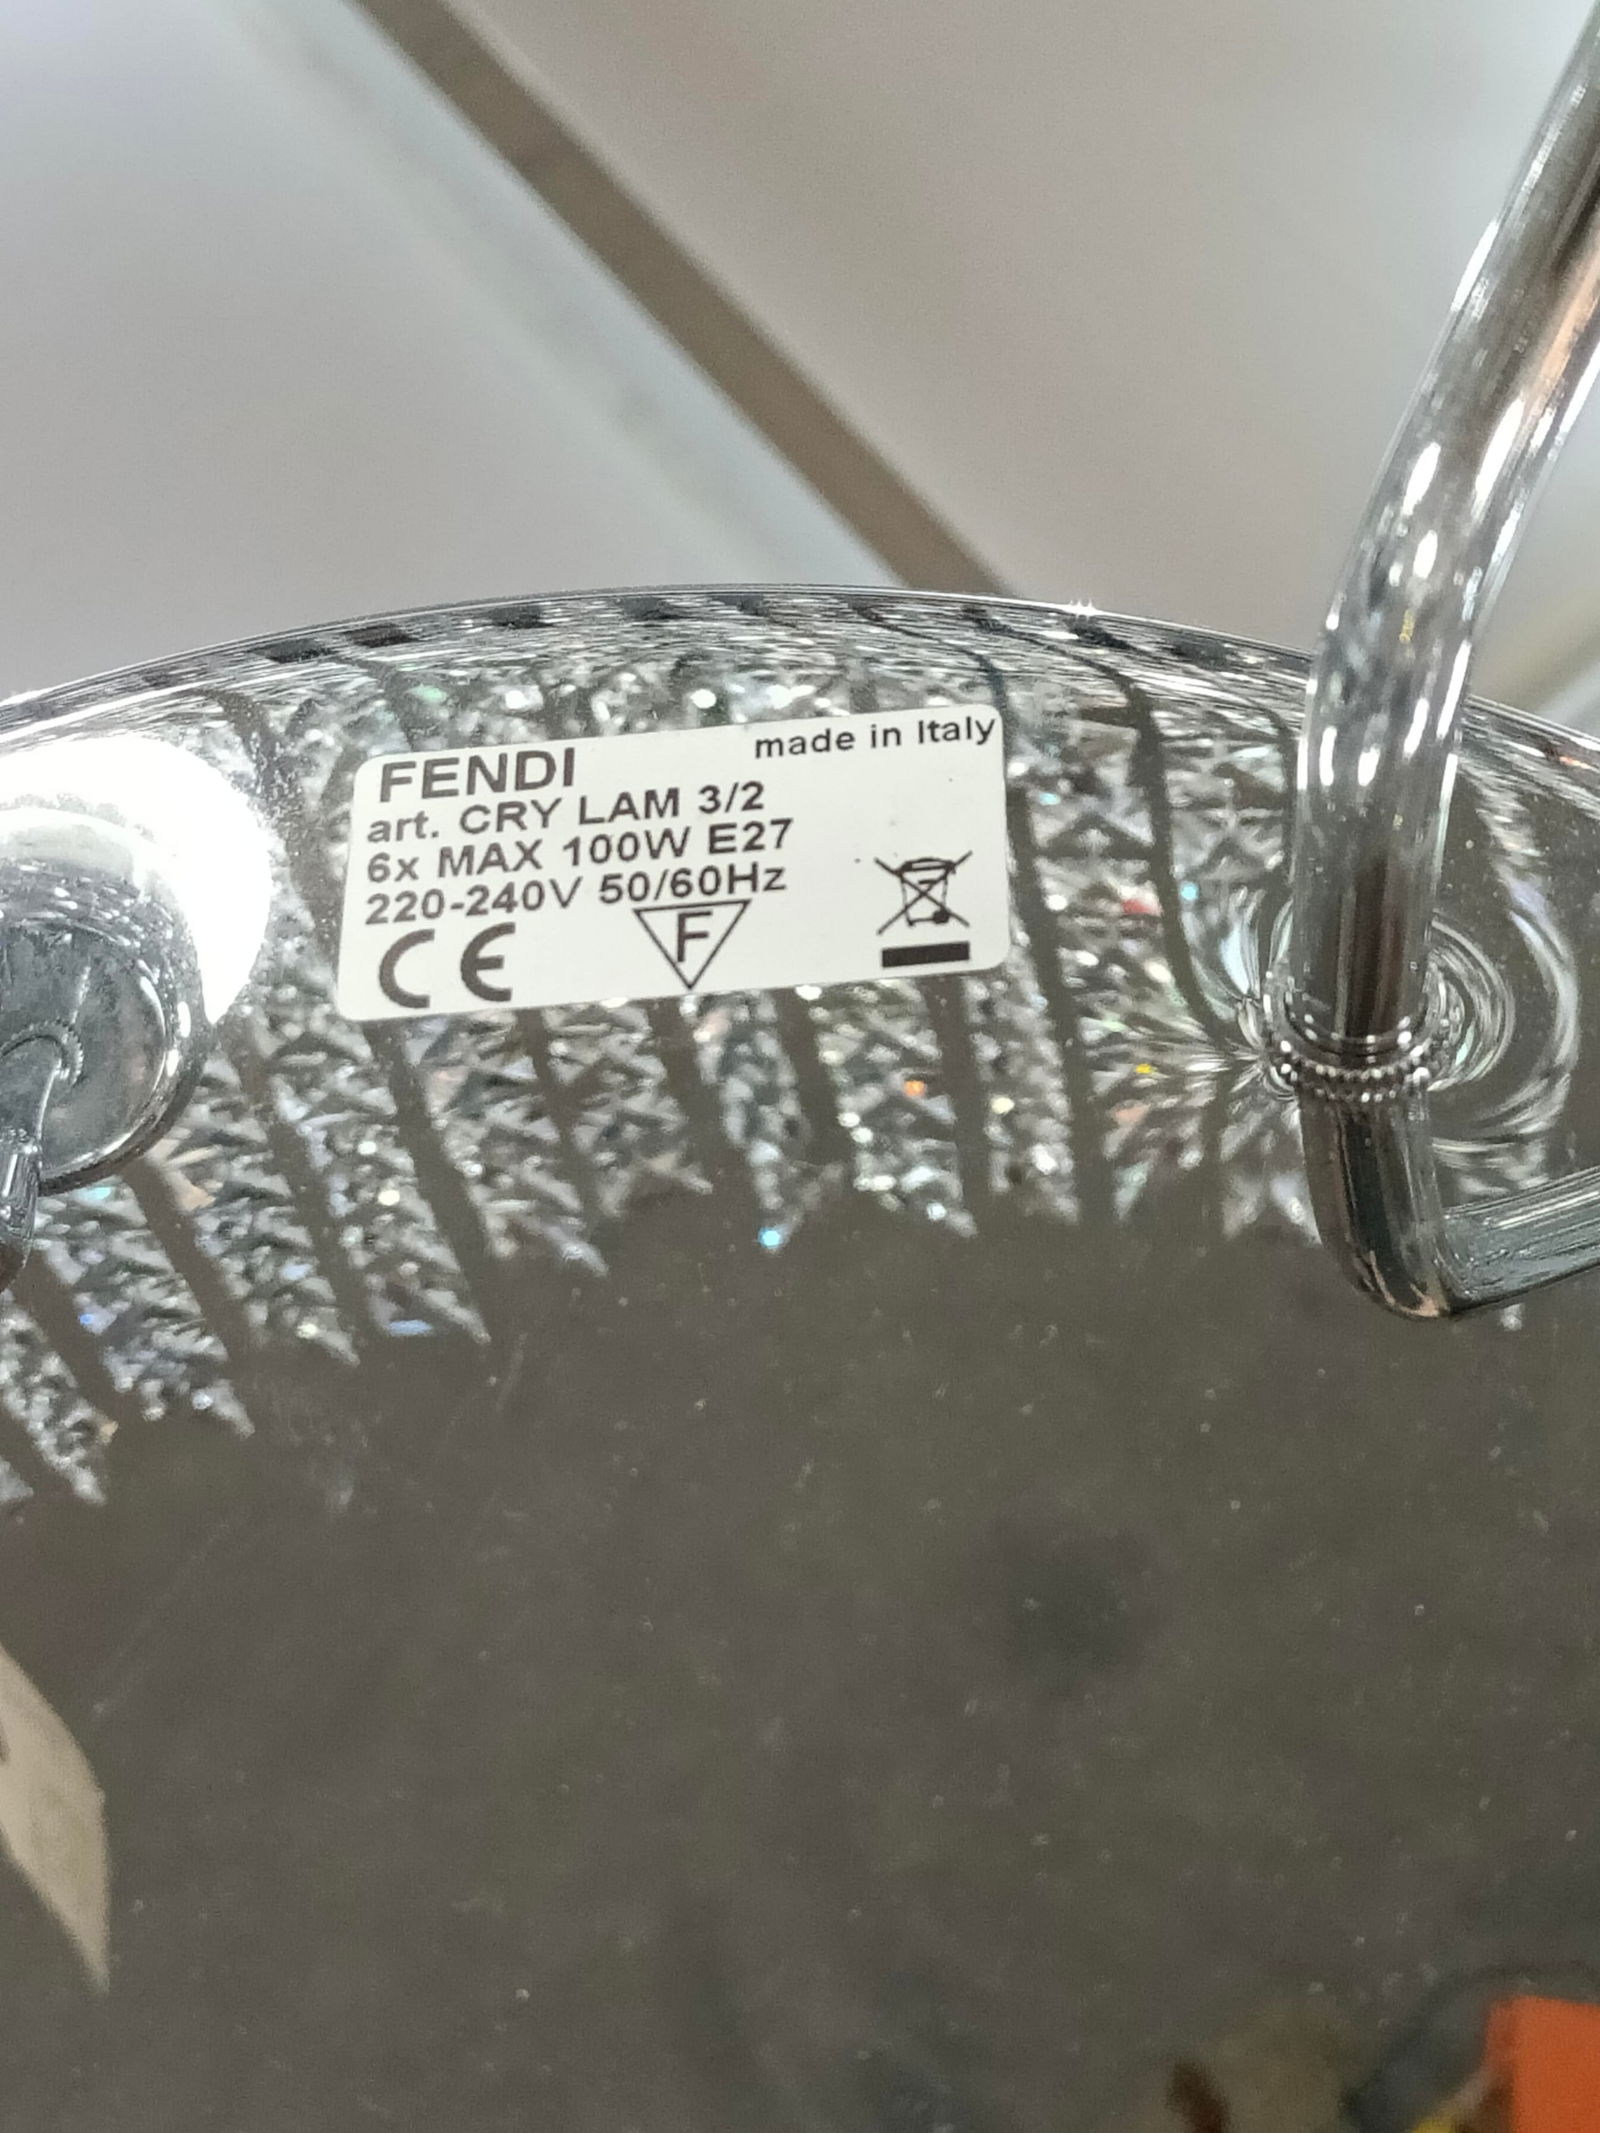 FENDI made in Italy
art. CRY LAM 3/2
6x MAX 100W E27
220-240V 50/60Hz
CE F